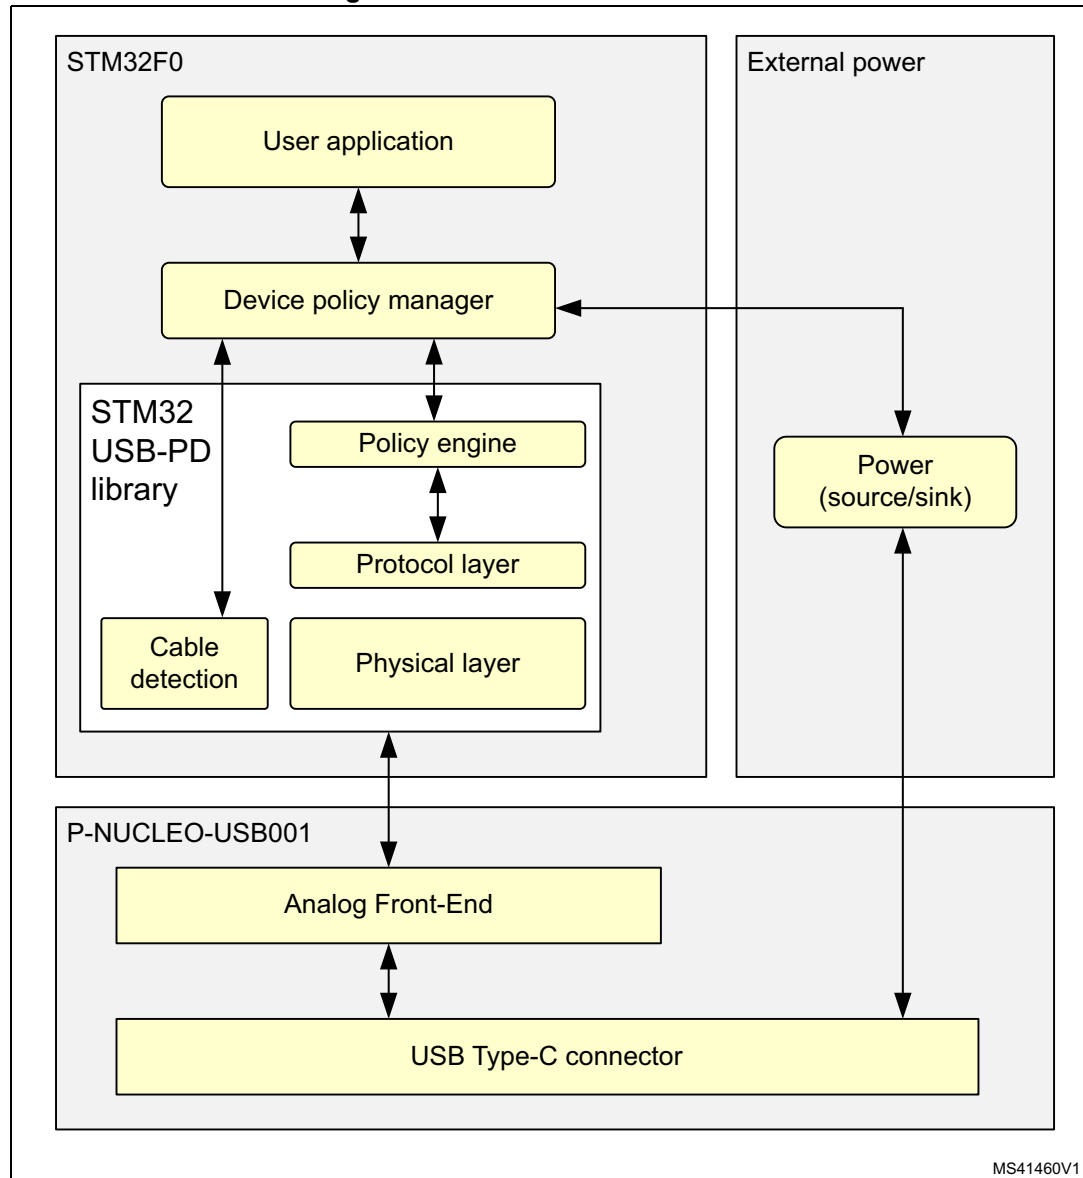 STM32F0
External power
User application
Device policy manager
STM32
USB-PD
library
Policy engine
Protocol layer
Power
(source/sink)
Cable
detection
Physical layer
P-NUCLEO-USB001
Analog Front-End
USB Type-C connector
MS41460V1